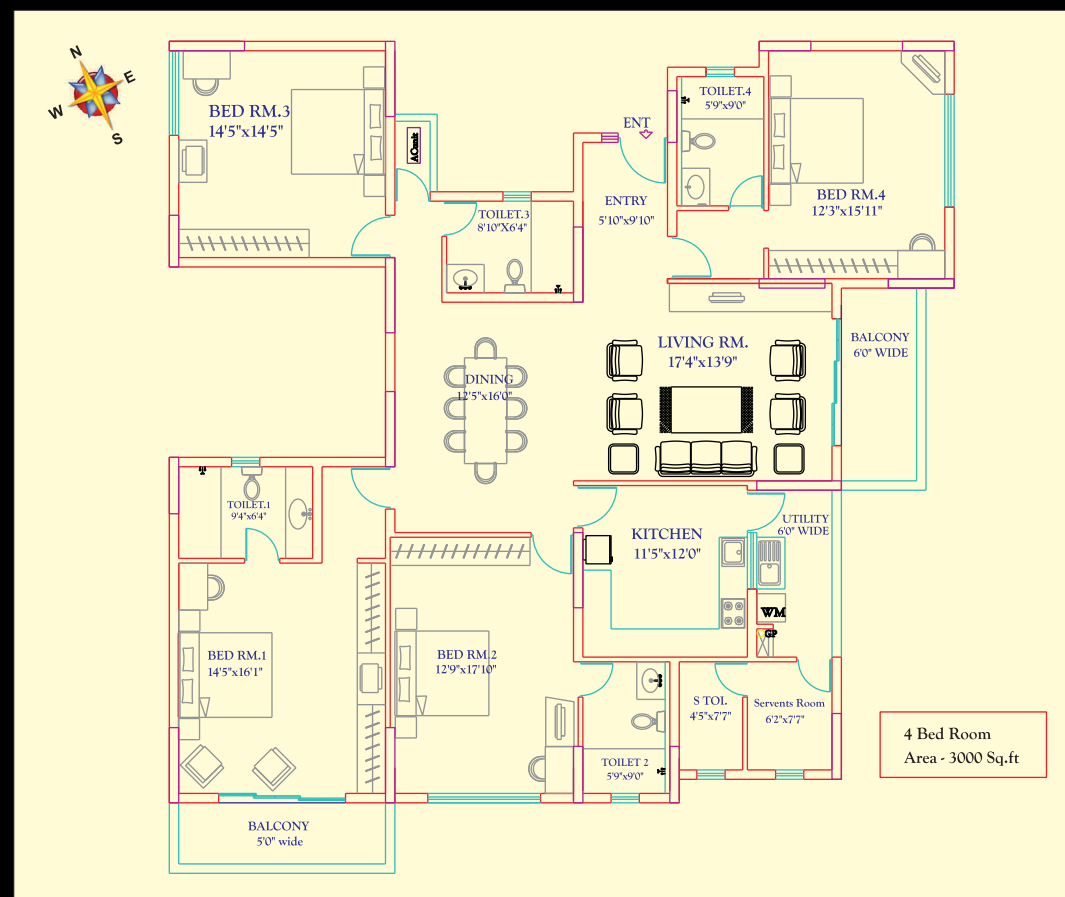 N
E
W
S
BED RM.3
14'5"x14'5"
ACunit
TOILET.3
8'10"X6'4"
ENT
ENTRY
5'10"x9'10"
TOILET.4
5'9"x9'0"
BED RM.4
12'3"x15'11"
LIVING RM.
17'4"x13'9"
BALCONY
6'0" WIDE
DINING
12'5"x16'0"
TOILET.1
9'4"x6'4"
KITCHEN
11'5"x12'0"
UTILITY
6'0" WIDE
WM
GP
BED RM.1
14'5"x16'1"
BED RM.2
12'9"x17'10"
S TOI.
4'5"x7'7"
Servents Room
6'2"x7'7"
TOILET 2
5'9"x9'0"
4 Bed Room
Area - 3000 Sq.ft
BALCONY
5'0" wide